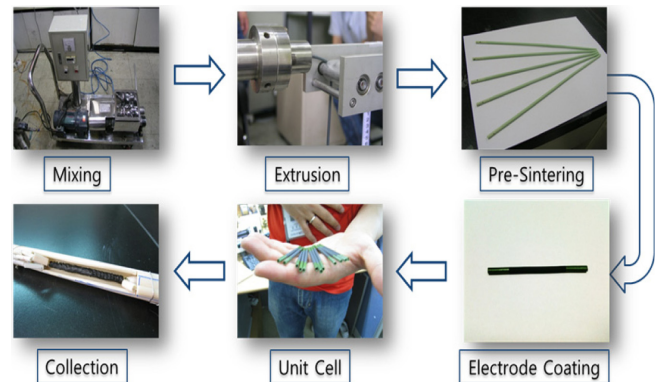 Mixing
Extrusion
Pre-Sintering
Electrode Coating
Unit Cell
Collection